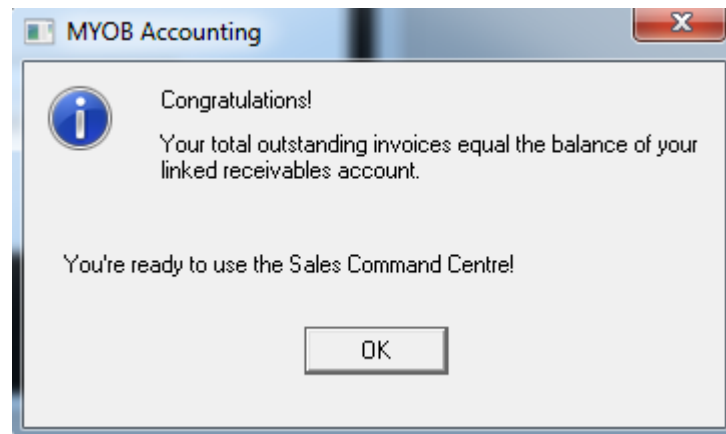 MYOB Accounting
Congratulations!
Your total outstanding invoices equal the balance of your
linked receivables account.
You're ready to use the Sales Command Centre!
OK